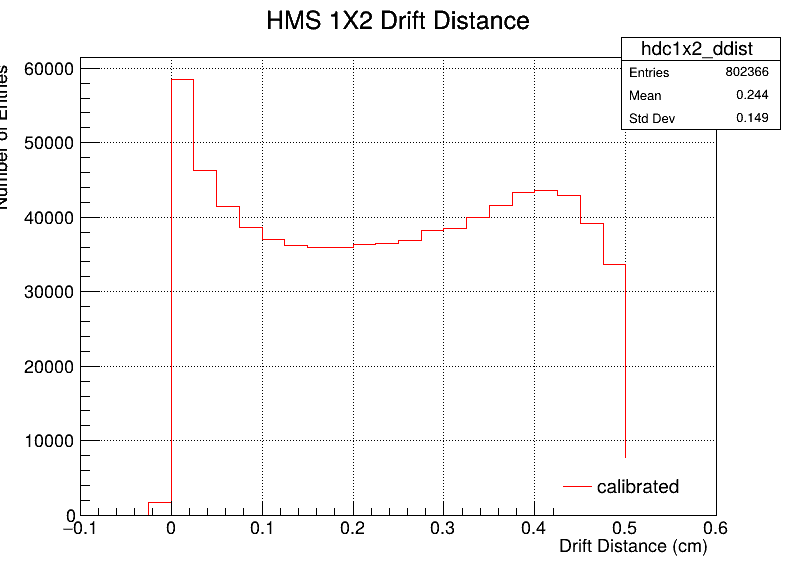 HMS 1X2 Drift Distance
hdc1x2_ddist
Entries 802366
Mean 0.244
Std Dev 0.149
Number of Entries
60000
50000
40000
30000
20000
10000
0
−0.1 0 0.1 0.2 0.3 0.4 0.5 0.6
calibrated
Drift Distance (cm)